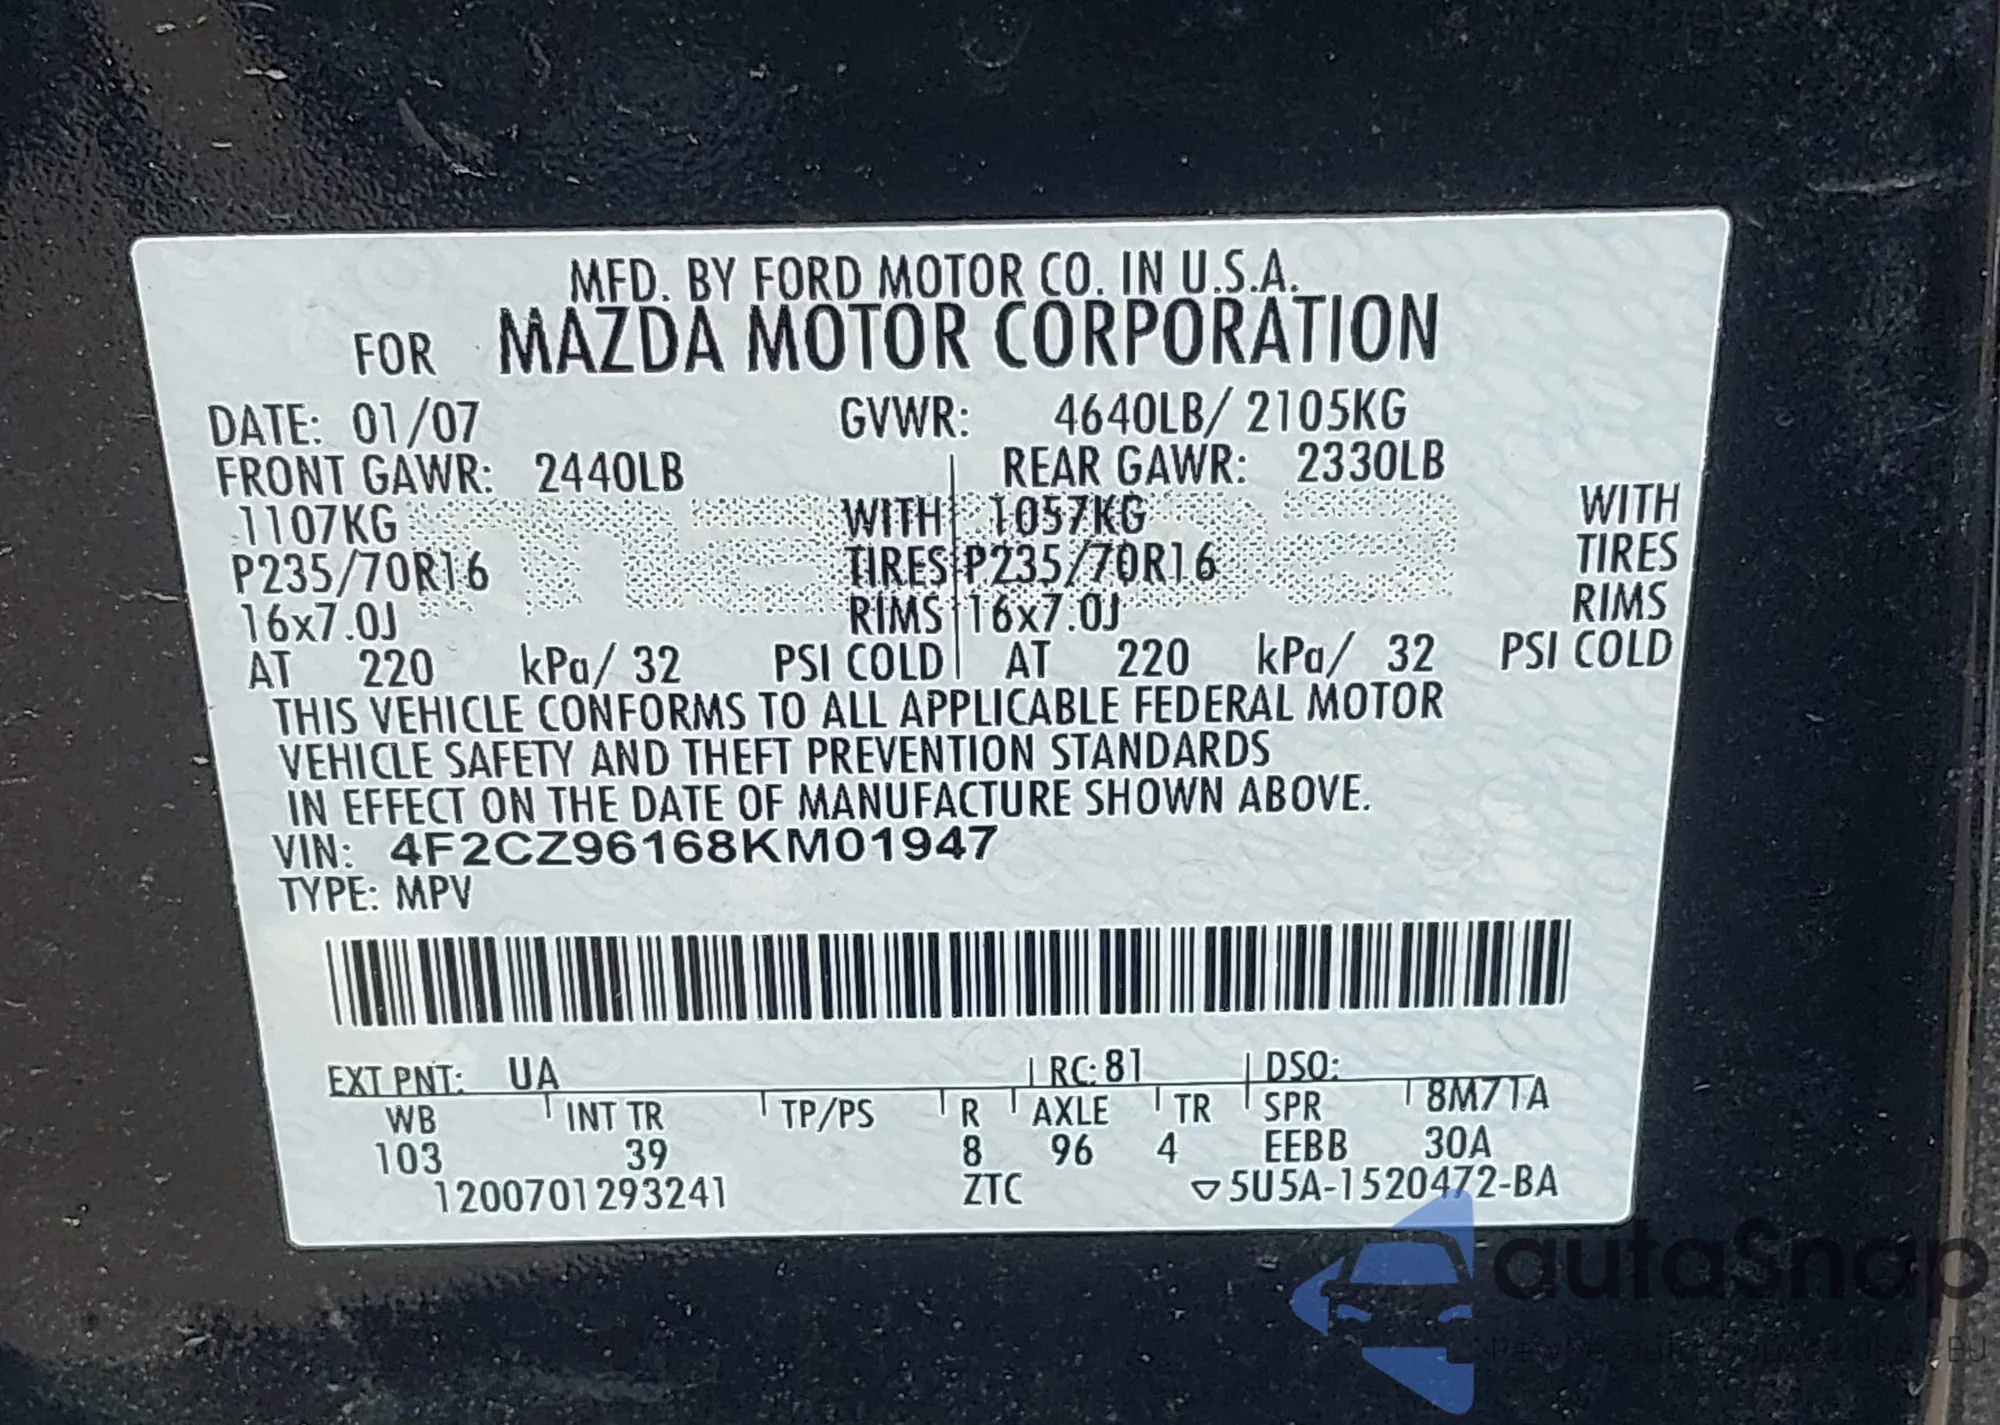 MFD. BY FORD MOTOR CO. IN U.S.A.
FOR MAZDA MOTOR CORPORATION
DATE: 01/07 GVWR: 4640LB/ 2105KG
FRONT GAWR: 2440LB REAR GAWR: 2330LB
1107KG WITH 1057KG WITH
P235/70R16 TIRES P235/70R16 TIRES
16x7.0J RIMS 16x7.0J RIMS
AT 220 kPa/ 32 PSI COLD AT 220 kPa/ 32 PSI COLD
THIS VEHICLE CONFORMS TO ALL APPLICABLE FEDERAL MOTOR
VEHICLE SAFETY AND THEFT PREVENTION STANDARDS
IN EFFECT ON THE DATE OF MANUFACTURE SHOWN ABOVE.
VIN: 4F2CZ96168KM01947
TYPE: MPV
EXT PNT: UA RC: 81 DSO:
WB INT TR TP/PS R AXLE TR SPR 8M71A
103 39 8 96 4 EEBB 30A
1200701293241 ZTC ▽5U5A-1520472-BA
autaSnap